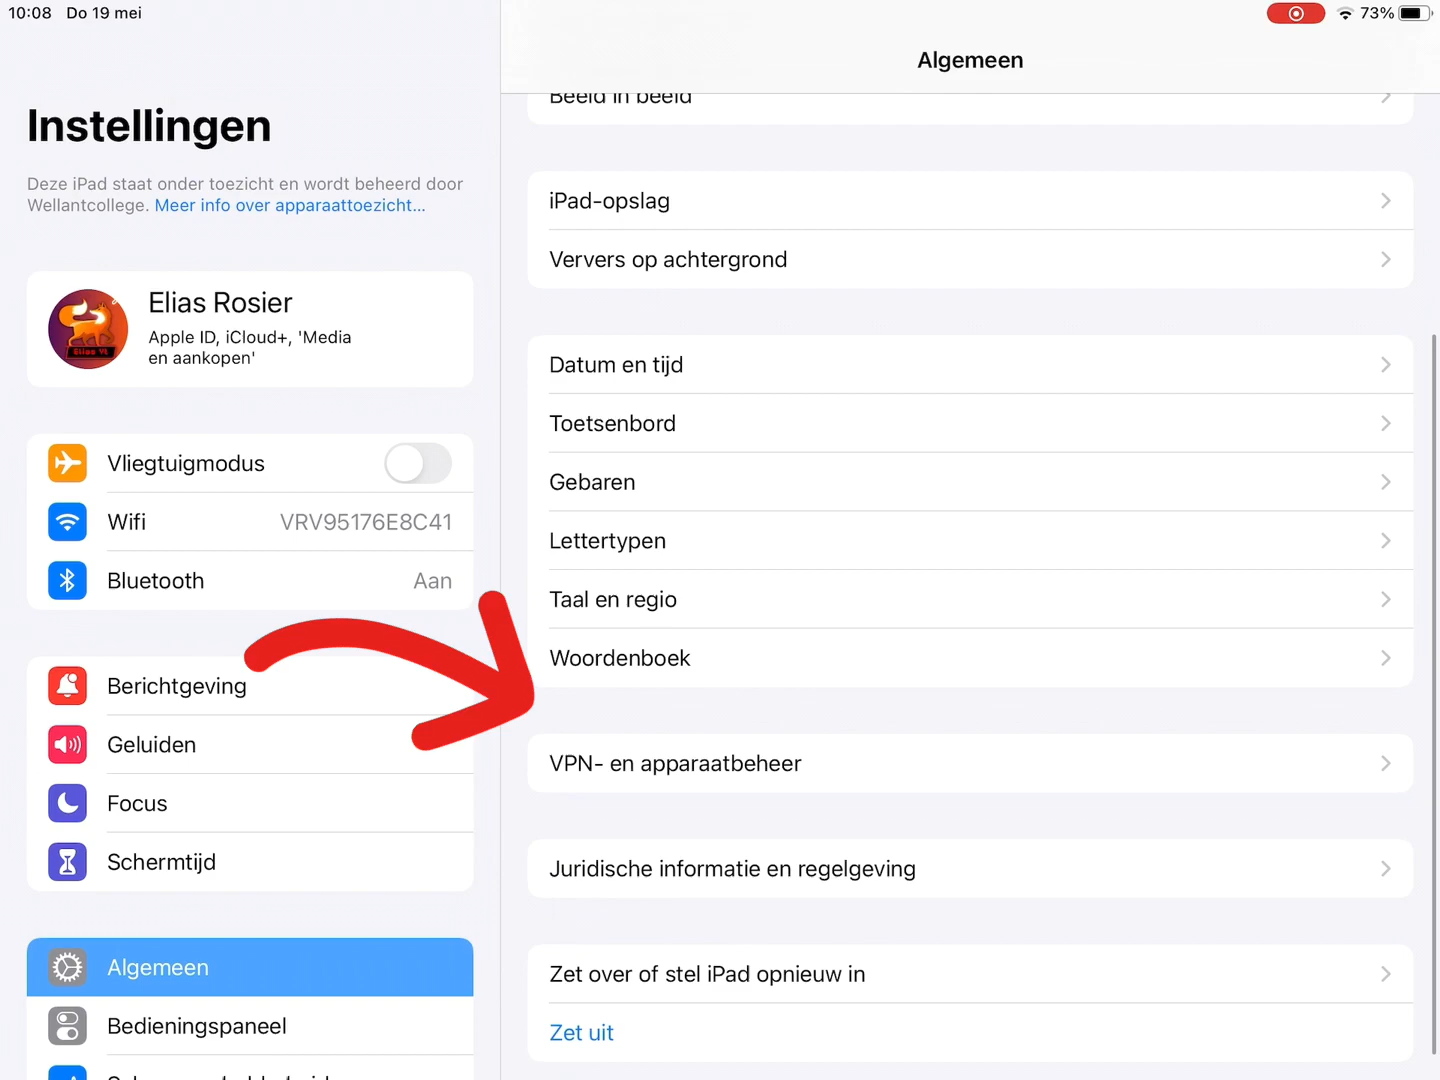 10:08 Do 19 mei
73%
Instellingen
Deze iPad staat onder toezicht en wordt beheerd door
Wellantcollege. Meer info over apparaattoezicht...
Elias Rosier
Apple ID, iCloud+, 'Media
en aankopen'
Vliegtuigmodus
Wifi VRV95176E8C41
Bluetooth Aan
Berichtgeving
Geluiden
Focus
Schermtijd
Algemeen
Bedieningspaneel
Algemeen
Beeld in beeld
iPad-opslag
Ververs op achtergrond
Datum en tijd
Toetsenbord
Gebaren
Lettertypen
Taal en regio
Woordenboek
VPN- en apparaatbeheer
Juridische informatie en regelgeving
Zet over of stel iPad opnieuw in
Zet uit